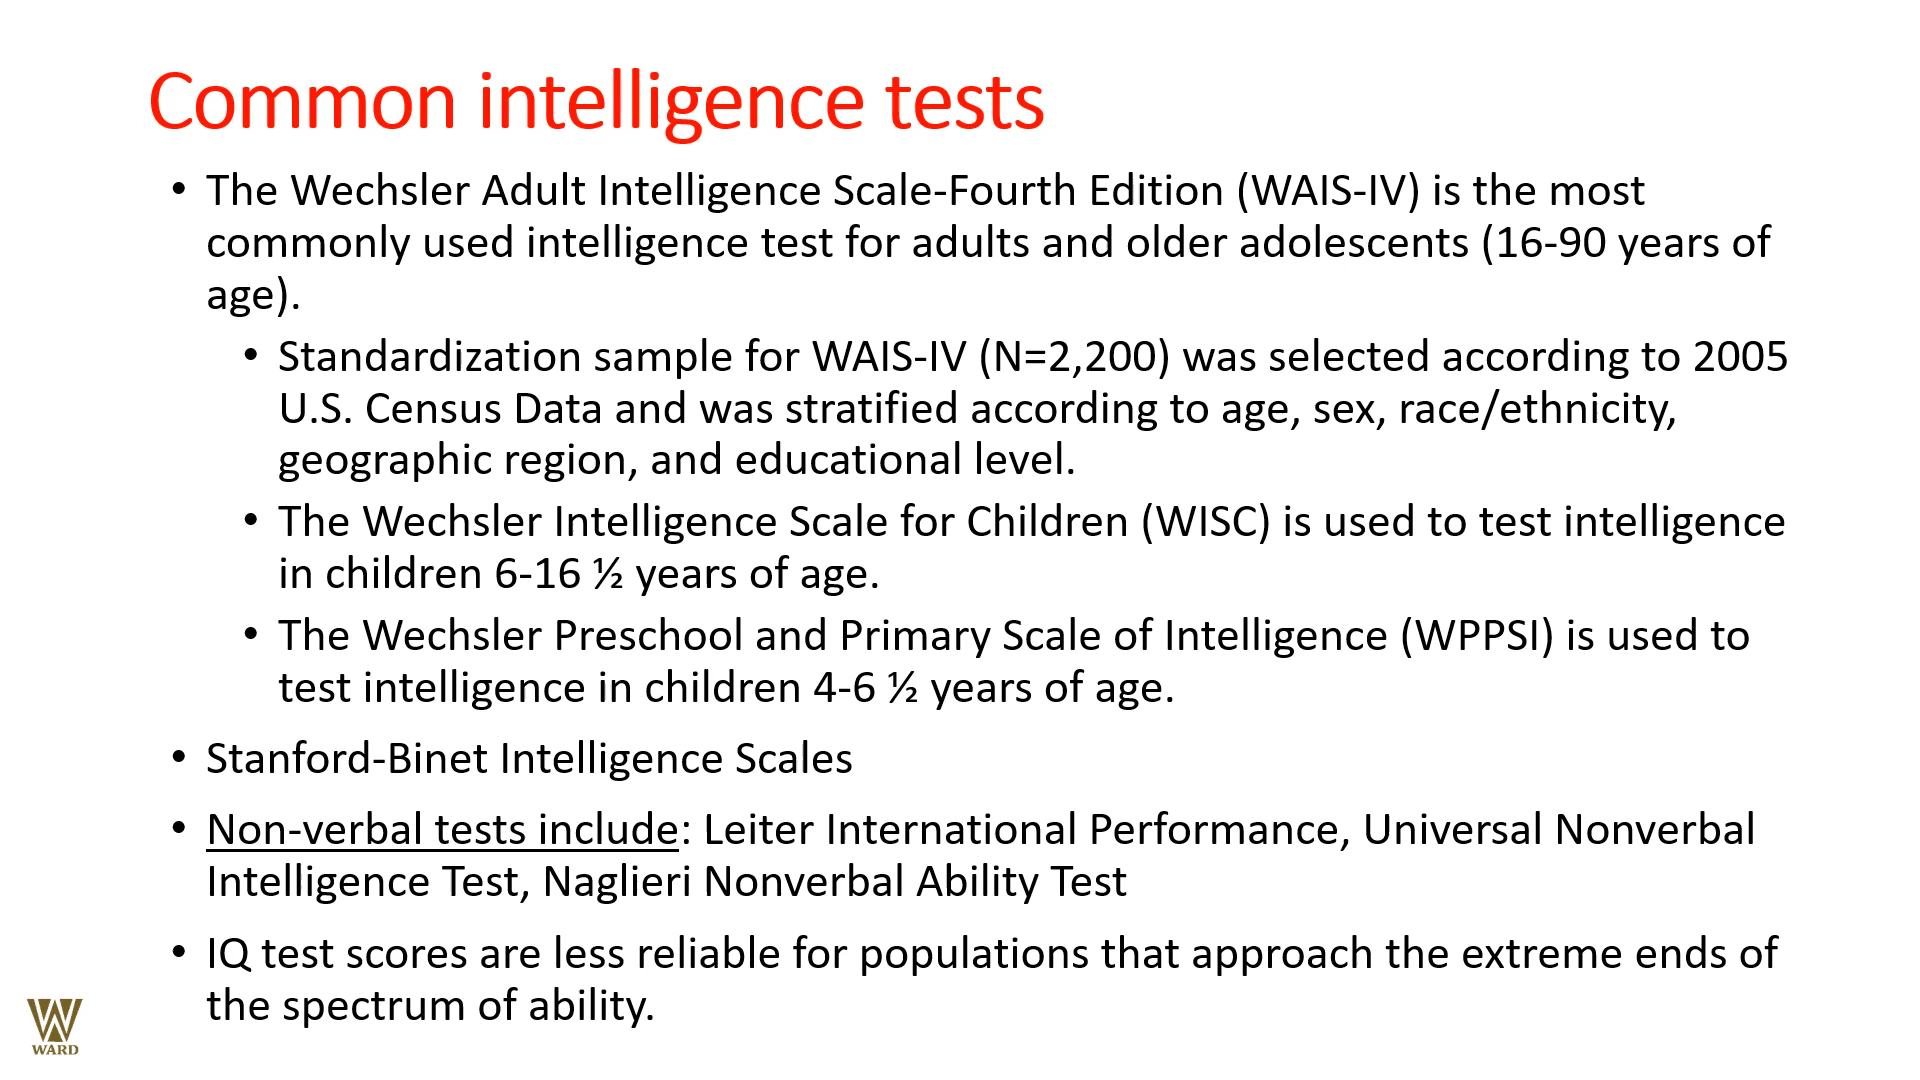 Common intelligence tests
• The Wechsler Adult Intelligence Scale-Fourth Edition (WAIS-IV) is the most
commonly used intelligence test for adults and older adolescents (16-90 years of
age).
• Standardization sample for WAIS-IV (N=2,200) was selected according to 2005
U.S. Census Data and was stratified according to age, sex, race/ethnicity,
geographic region, and educational level.
• The Wechsler Intelligence Scale for Children (WISC) is used to test intelligence
in children 6-16 ½ years of age.
• The Wechsler Preschool and Primary Scale of Intelligence (WPPSI) is used to
test intelligence in children 4-6 ½ years of age.
• Stanford-Binet Intelligence Scales
• Non-verbal tests include: Leiter International Performance, Universal Nonverbal
Intelligence Test, Naglieri Nonverbal Ability Test
• IQ test scores are less reliable for populations that approach the extreme ends of
the spectrum of ability.
WARD